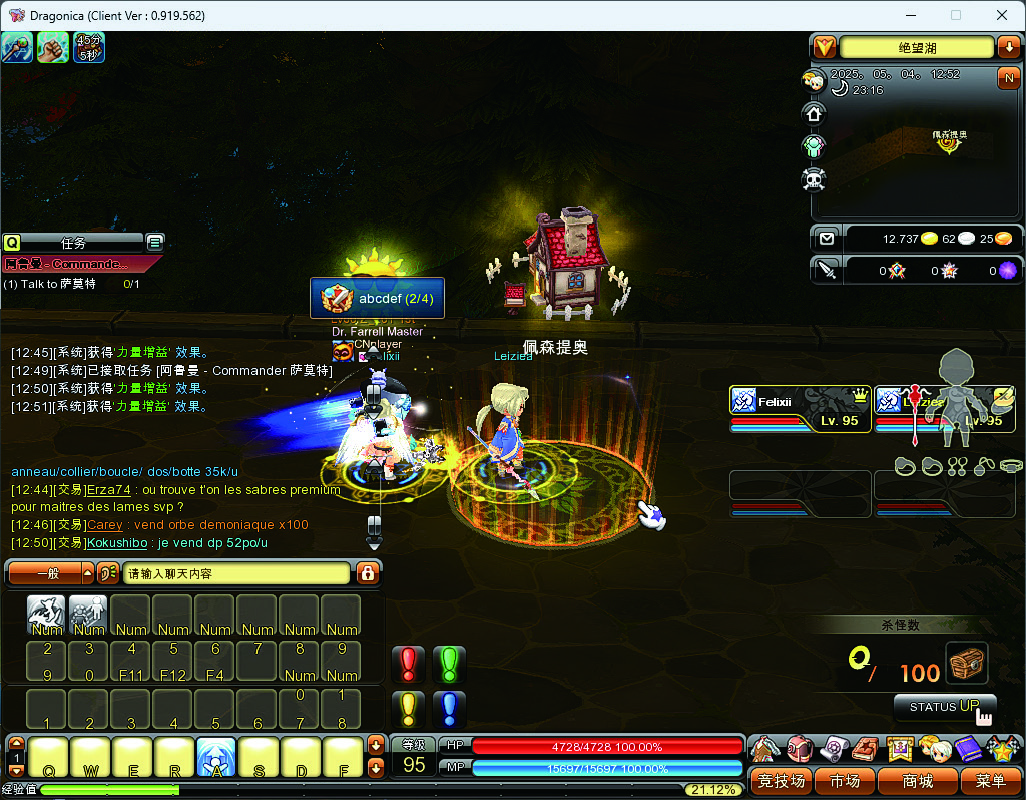 Dragonica (Client Ver : 0.919.562)
45分
5秒
绝望湖
2025。 05。 04。 12:52
N
23:16
佩森提奥
12.737 62 25
0 0 0
Q 任务
阿鲁曼 - Commande...
(1) Talk to 萨莫特 0/1
abcdef (2/4)
Dr. Farrell Master
CNplayer
lixii
Leiziea
佩森提奥
[12:45][系统]获得'力量增益' 效果。
[12:49][系统]已接取任务 [阿鲁曼 - Commander 萨莫特]
[12:50][系统]获得'力量增益' 效果。
[12:51][系统]获得'力量增益' 效果。
Felixii
Lv. 95
Leiziea
Lv. 95
anneau/collier/boucle/ dos/botte 35k/u
[12:44][交易]Erza74 : ou trouve t'on les sabres premium
pour maitres des lames svp ?
[12:46][交易]Carey : vend orbe demoniaque x100
[12:50][交易]Kokushibo : je vend dp 52po/u
一般 请输入聊天内容
Num Num Num Num Num Num Num Num
2 3 4 5 6 7 8 9
9 0 F11 F12 F4 Num Num
0 1
1 2 3 4 5 6 7 8
杀怪数
0/ 100
STATUS UP
1 Q W E R A S D F
等级
95
HP 4728/4728 100.00%
MP 15697/15697 100.00%
竞技场 市场 商城 菜单
经验值 21.12%